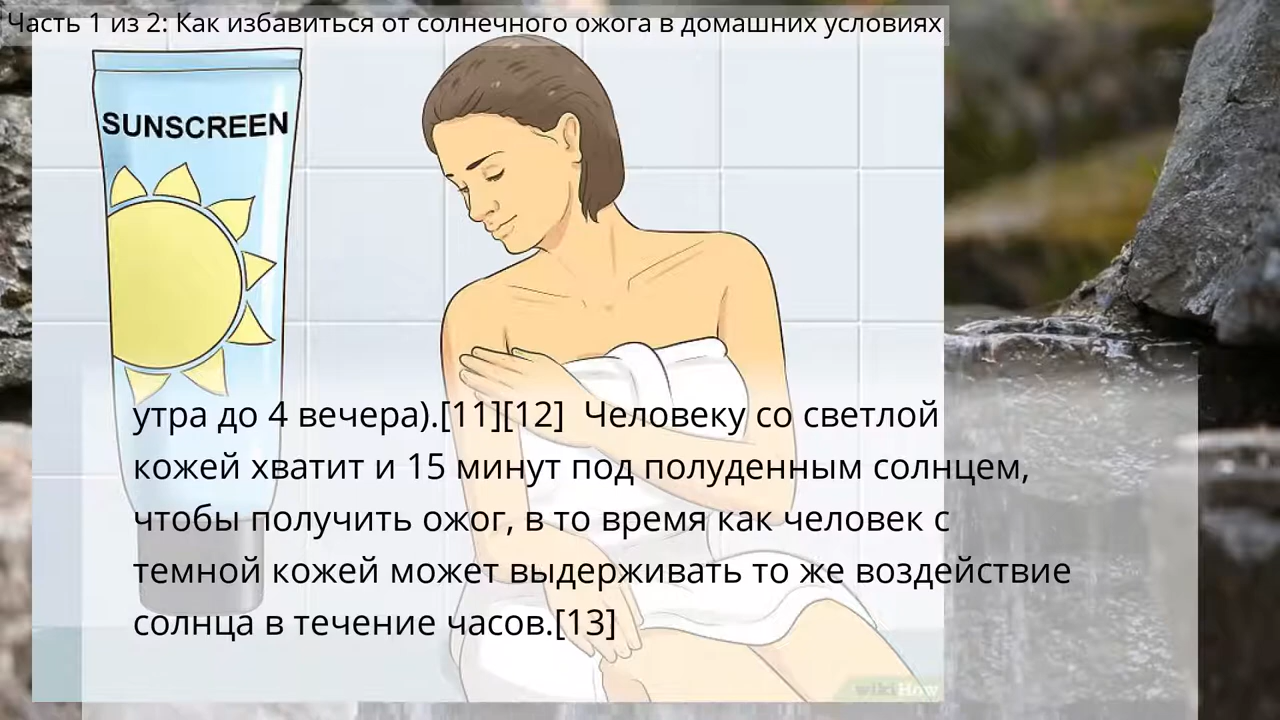 Часть 1 из 2: Как избавиться от солнечного ожога в домашних условиях
SUNSCREEN
утра до 4 вечера).[11][12]  Человеку со светлой
кожей хватит и 15 минут под полуденным солнцем,
чтобы получить ожог, в то время как человек с
темной кожей может выдерживать то же воздействие
солнца в течение часов.[13]
wikiHow